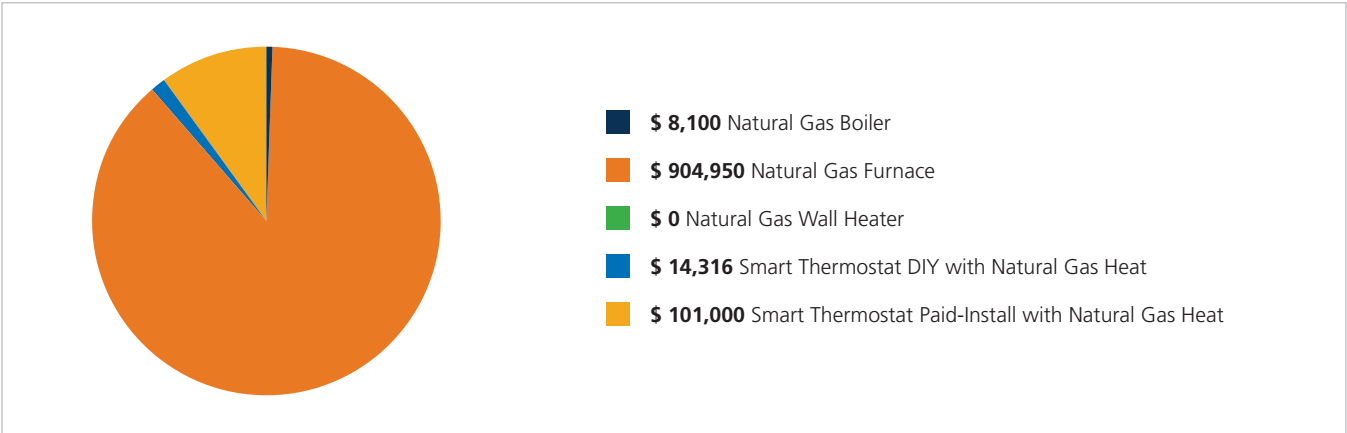 $ 8,100 Natural Gas Boiler
$ 904,950 Natural Gas Furnace
$ 0 Natural Gas Wall Heater
$ 14,316 Smart Thermostat DIY with Natural Gas Heat
$ 101,000 Smart Thermostat Paid-Install with Natural Gas Heat